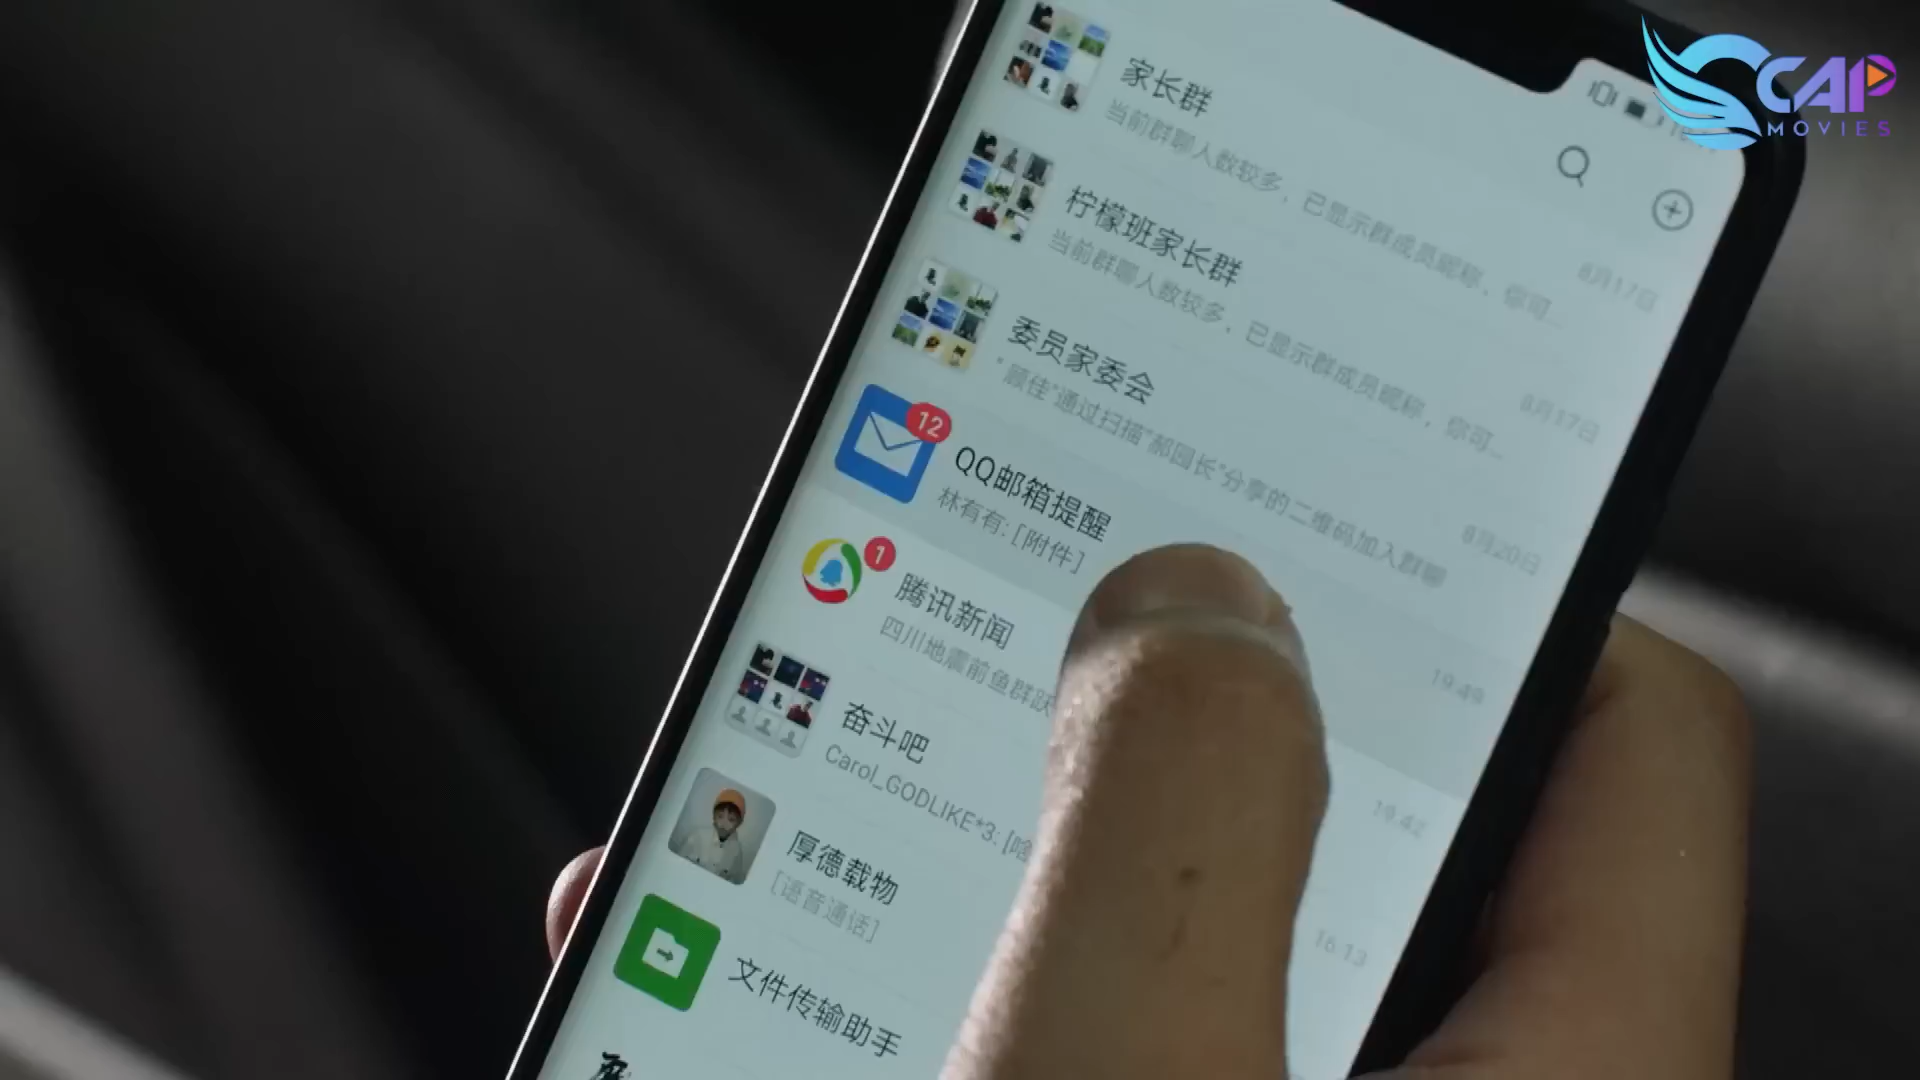 CAP
MOVIES
家长群
当前群聊人数较多，已显示群成员昵称，你可...
8月17日
柠檬班家长群
当前群聊人数较多，已显示群成员昵称，你可...
8月17日
委员家委会
"顾佳"通过扫描"郝园长"分享的二维码加入群聊
8月20日
12
QQ邮箱提醒
林有有: [附件]
19:49
1
腾讯新闻
四川地震前鱼群跃
19:42
奋斗吧
Carol_GODLIKE*3: [啥
16:13
厚德载物
[语音通话]
文件传输助手